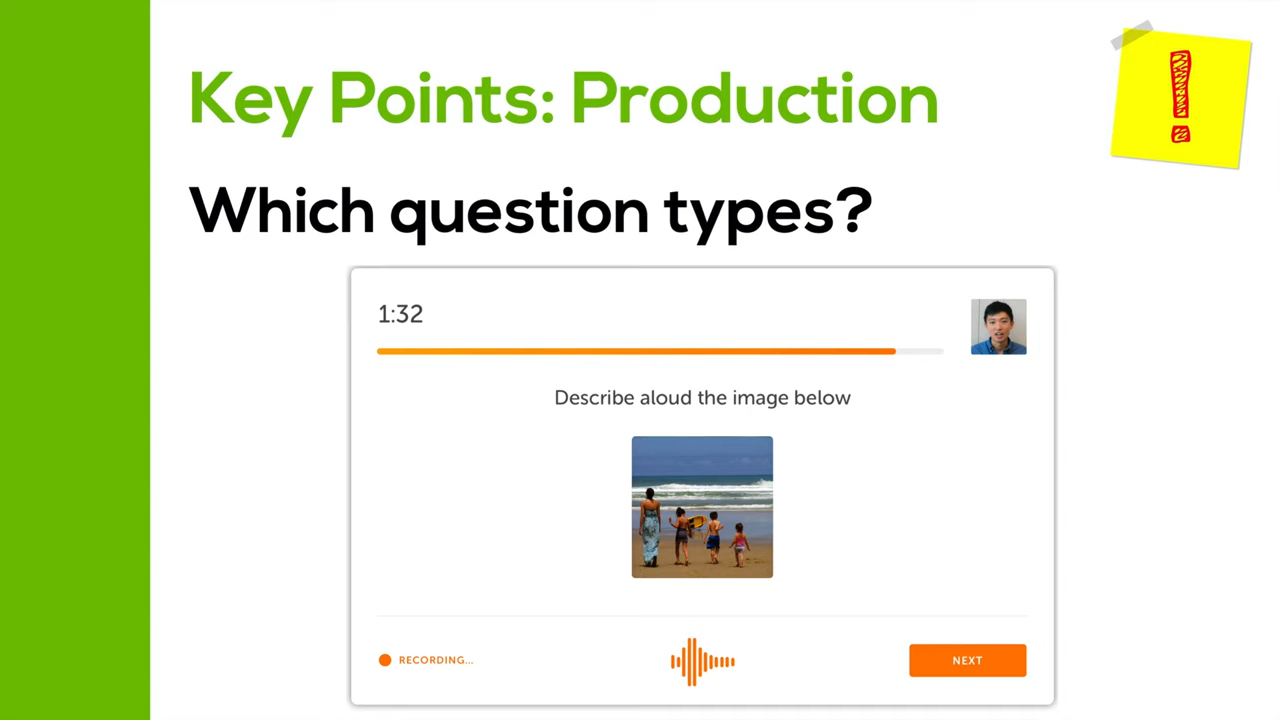 Key Points: Production
!
Which question types?
1:32
Describe aloud the image below
RECORDING...
NEXT